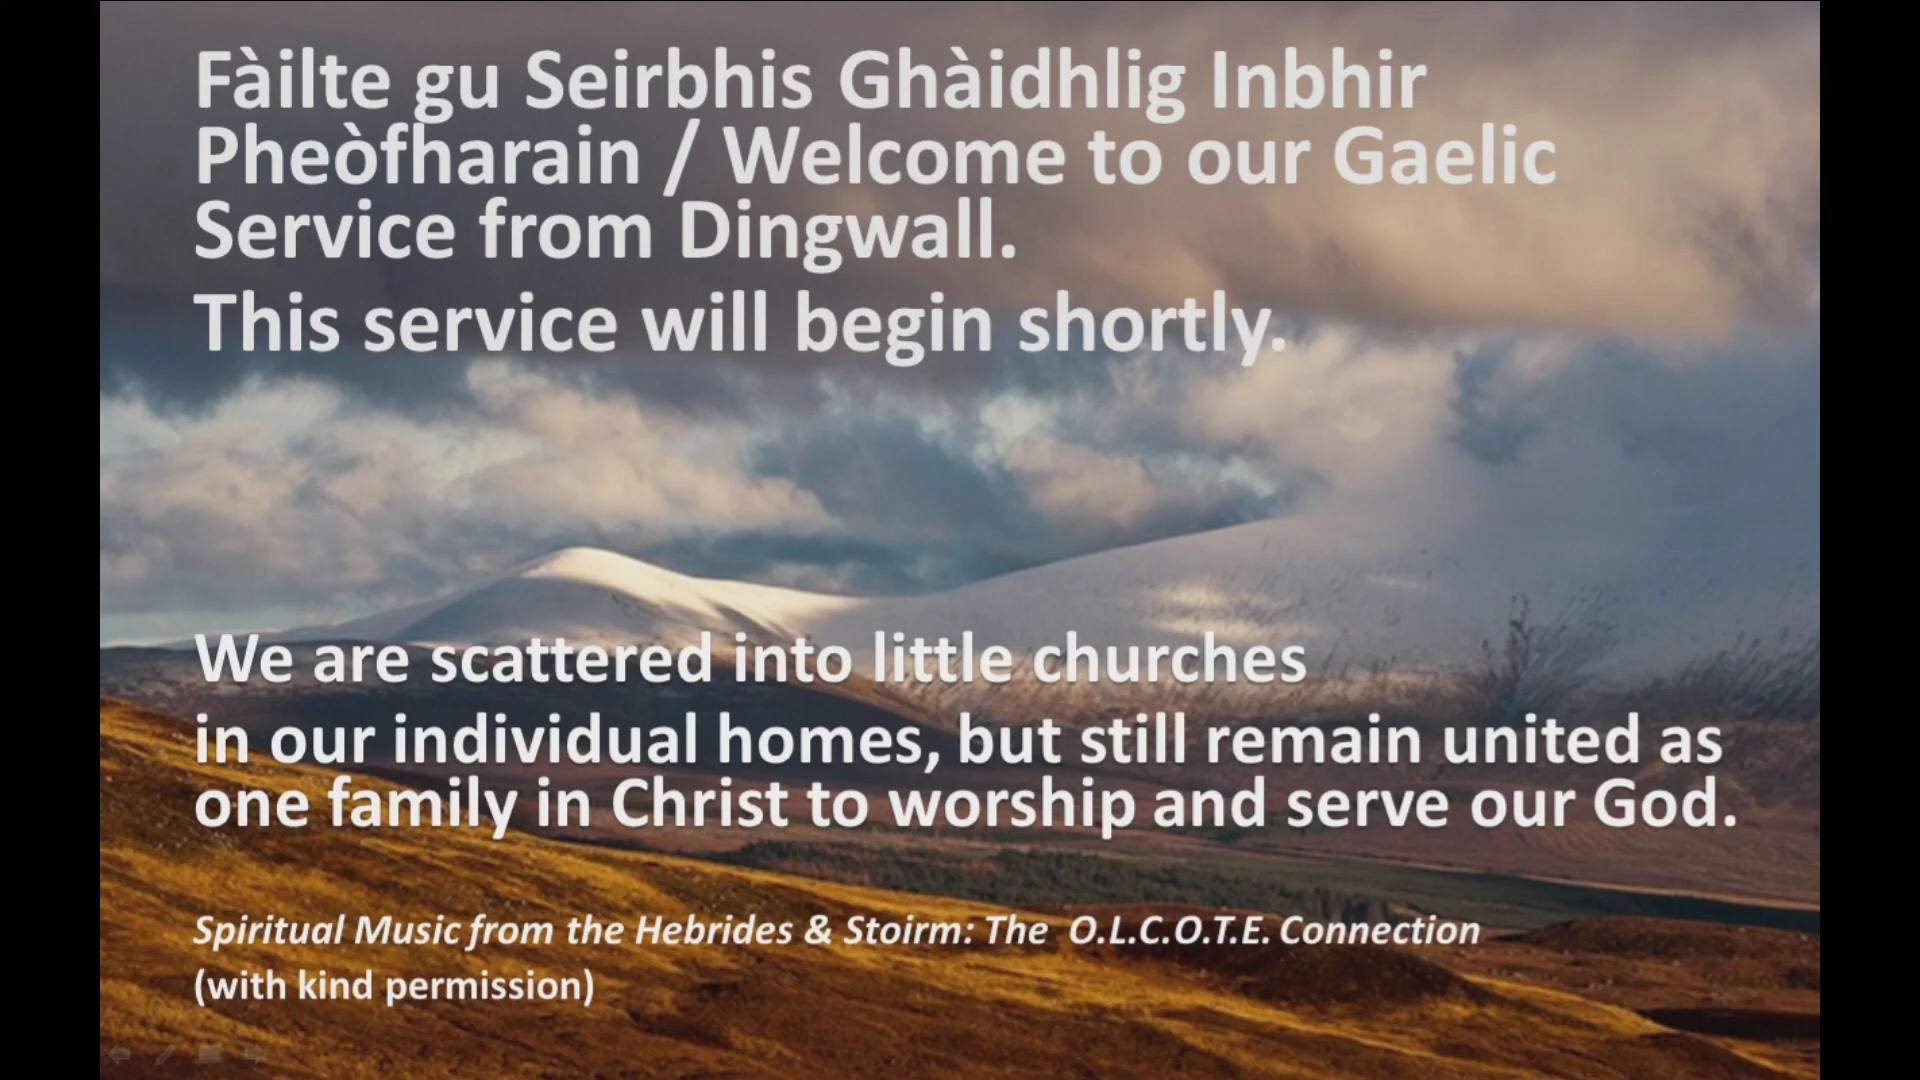 Fàilte gu Seirbhis Ghàidhlig Inbhir
Pheòfharain / Welcome to our Gaelic
Service from Dingwall.
This service will begin shortly.
We are scattered into little churches
in our individual homes, but still remain united as
one family in Christ to worship and serve our God.
Spiritual Music from the Hebrides & Stoirm: The O.L.C.O.T.E. Connection
(with kind permission)